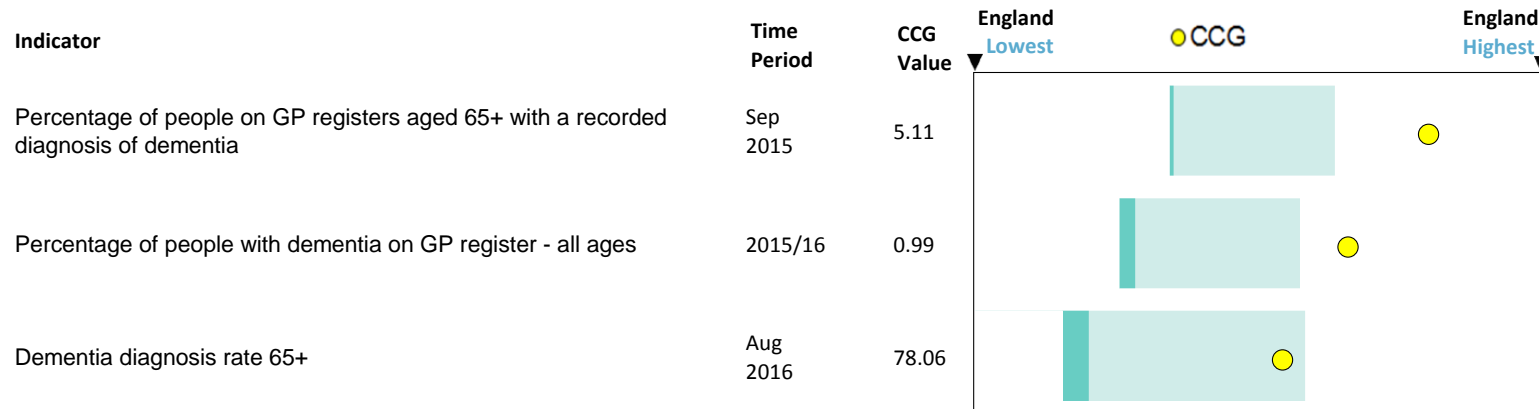 Indicator
Time
Period
CCG
Value
England
Lowest
CCG
England
Highest
Percentage of people on GP registers aged 65+ with a recorded
diagnosis of dementia
Sep
2015
5.11
Percentage of people with dementia on GP register - all ages
2015/16
0.99
Dementia diagnosis rate 65+
Aug
2016
78.06